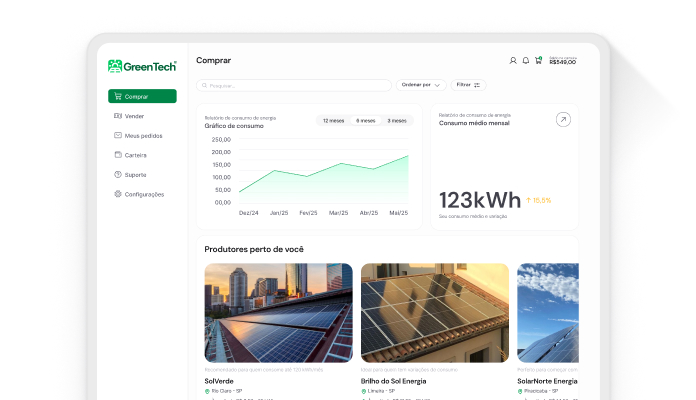 GreenTech
Comprar
Vender
Meus pedidos
Carteira
Suporte
Configurações
Comprar
R$549,00
Pesquisar...
Ordenar por
Filtrar
Relatório de consumo de energia
Gráfico de consumo
12 meses
6 meses
3 meses
250,00
200,00
150,00
100,00
50,00
00,00
Dez/24
Jan/25
Fev/25
Mar/25
Abr/25
Mai/25
Relatório de consumo de energia
Consumo médio mensal
123kWh
↑ 15,5%
Seu consumo médio e variação
Produtores perto de você
Recomendado para quem consome até 120 kWh/mês
SolVerde
Rio Claro - SP
Ideal para quem tem variações de consumo
Brilho do Sol Energia
Limeira - SP
Perfeito para começar com
SolarNorte Energia
Piracicaba - SP